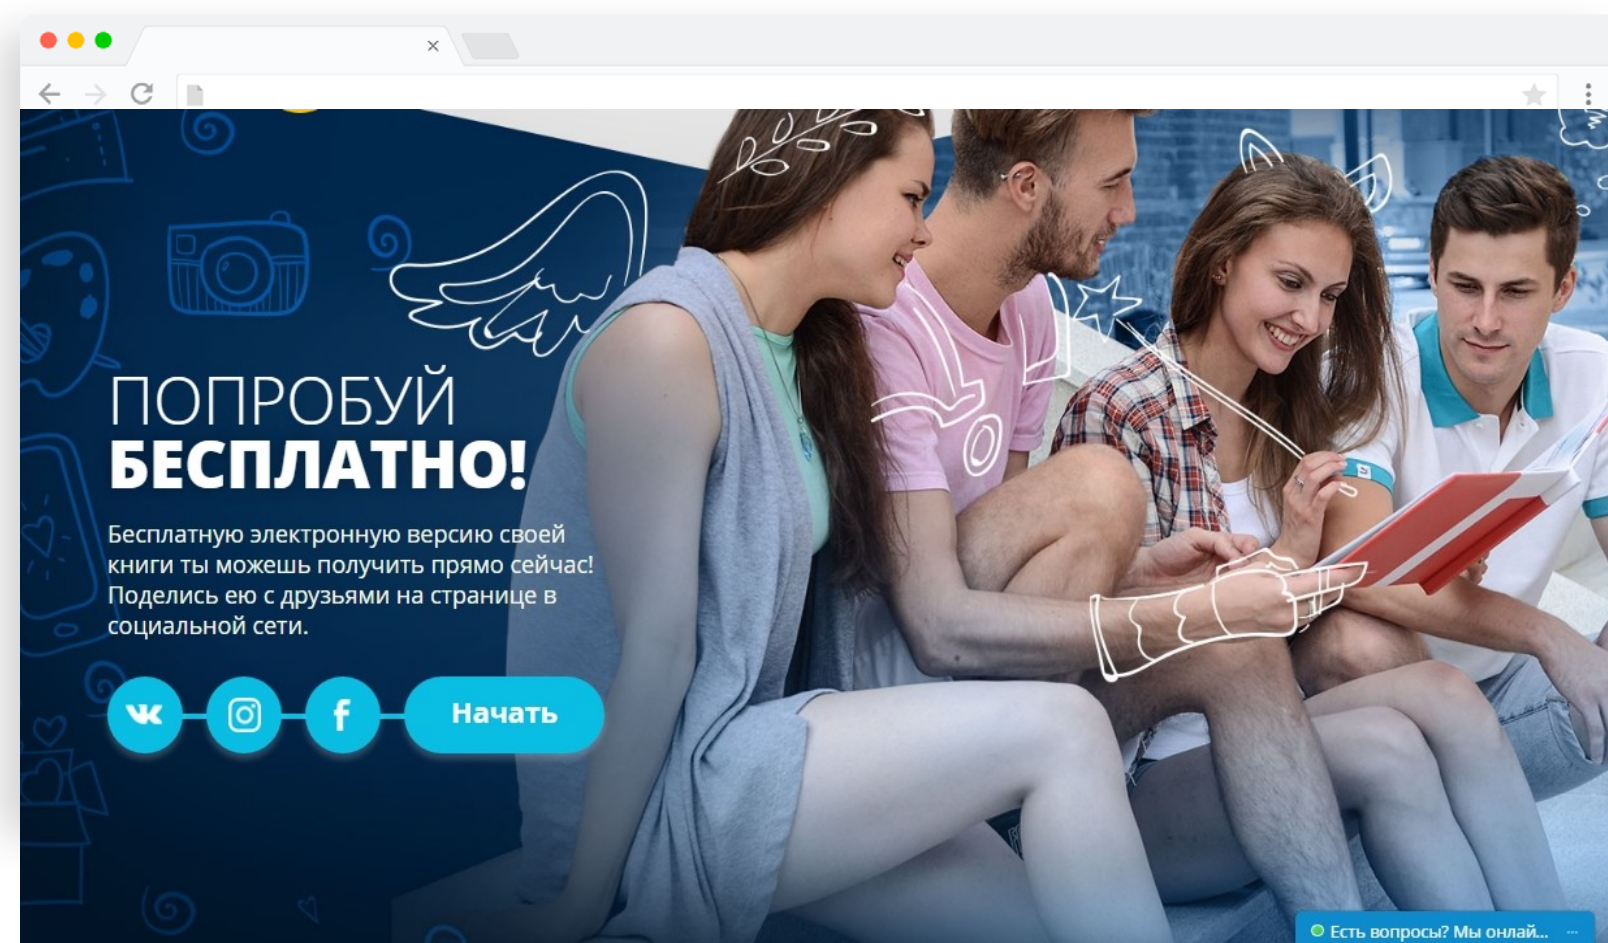 ПОПРОБУЙ
БЕСПЛАТНО!
Бесплатную электронную версию своей
книги ты можешь получить прямо сейчас!
Поделись ею с друзьями на странице в
социальной сети.
Начать
Есть вопросы? Мы онлай...